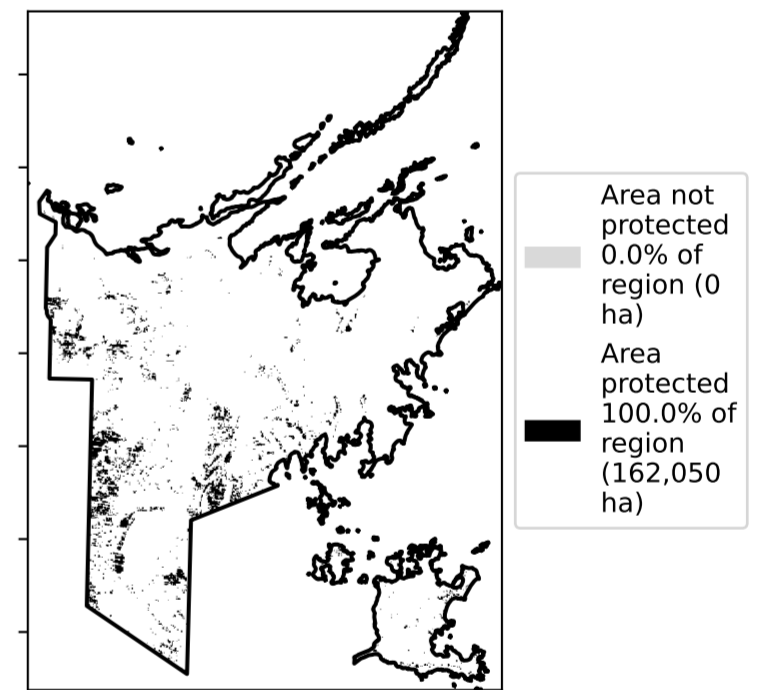 Area not
protected
0.0% of
region (0
ha)
Area
protected
100.0% of
region
(162,050
ha)